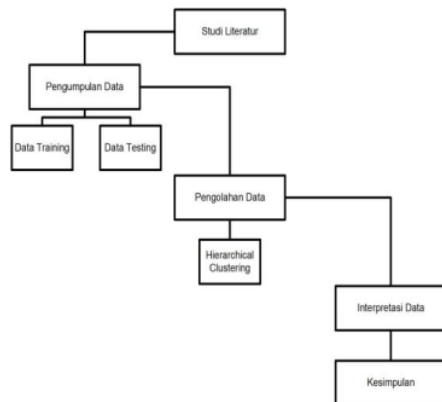 Studi Literatur
Pengumpulan Data
Data Training
Data Testing
Pengolahan Data
Hierarchical
Clustering
Interpretasi Data
Kesimpulan